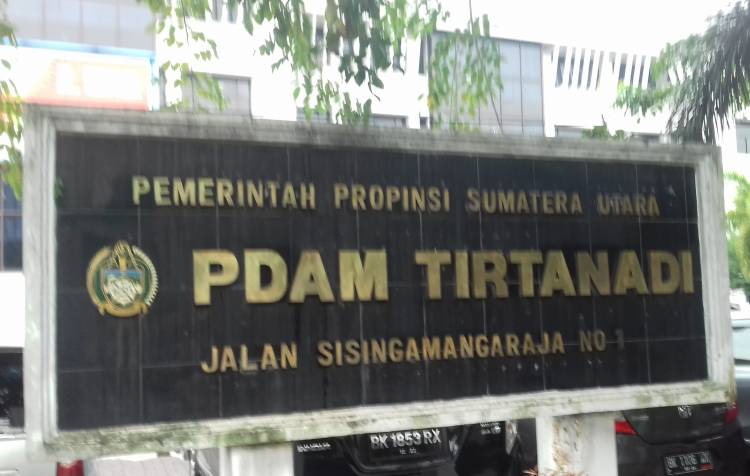 PEMERINTAH PROPINSI SUMATERA UTARA
PDAM TIRTANADI
JALAN SISINGAMANGARAJA NO 1
BK 1853 RX